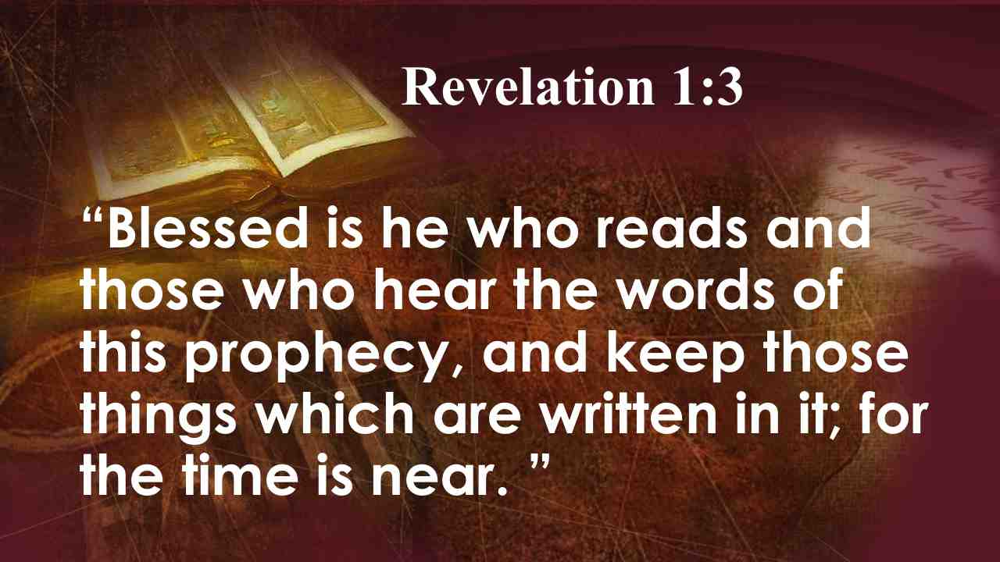 Revelation 1:3
“Blessed is he who reads and
those who hear the words of
this prophecy, and keep those
things which are written in it; for
the time is near. ”